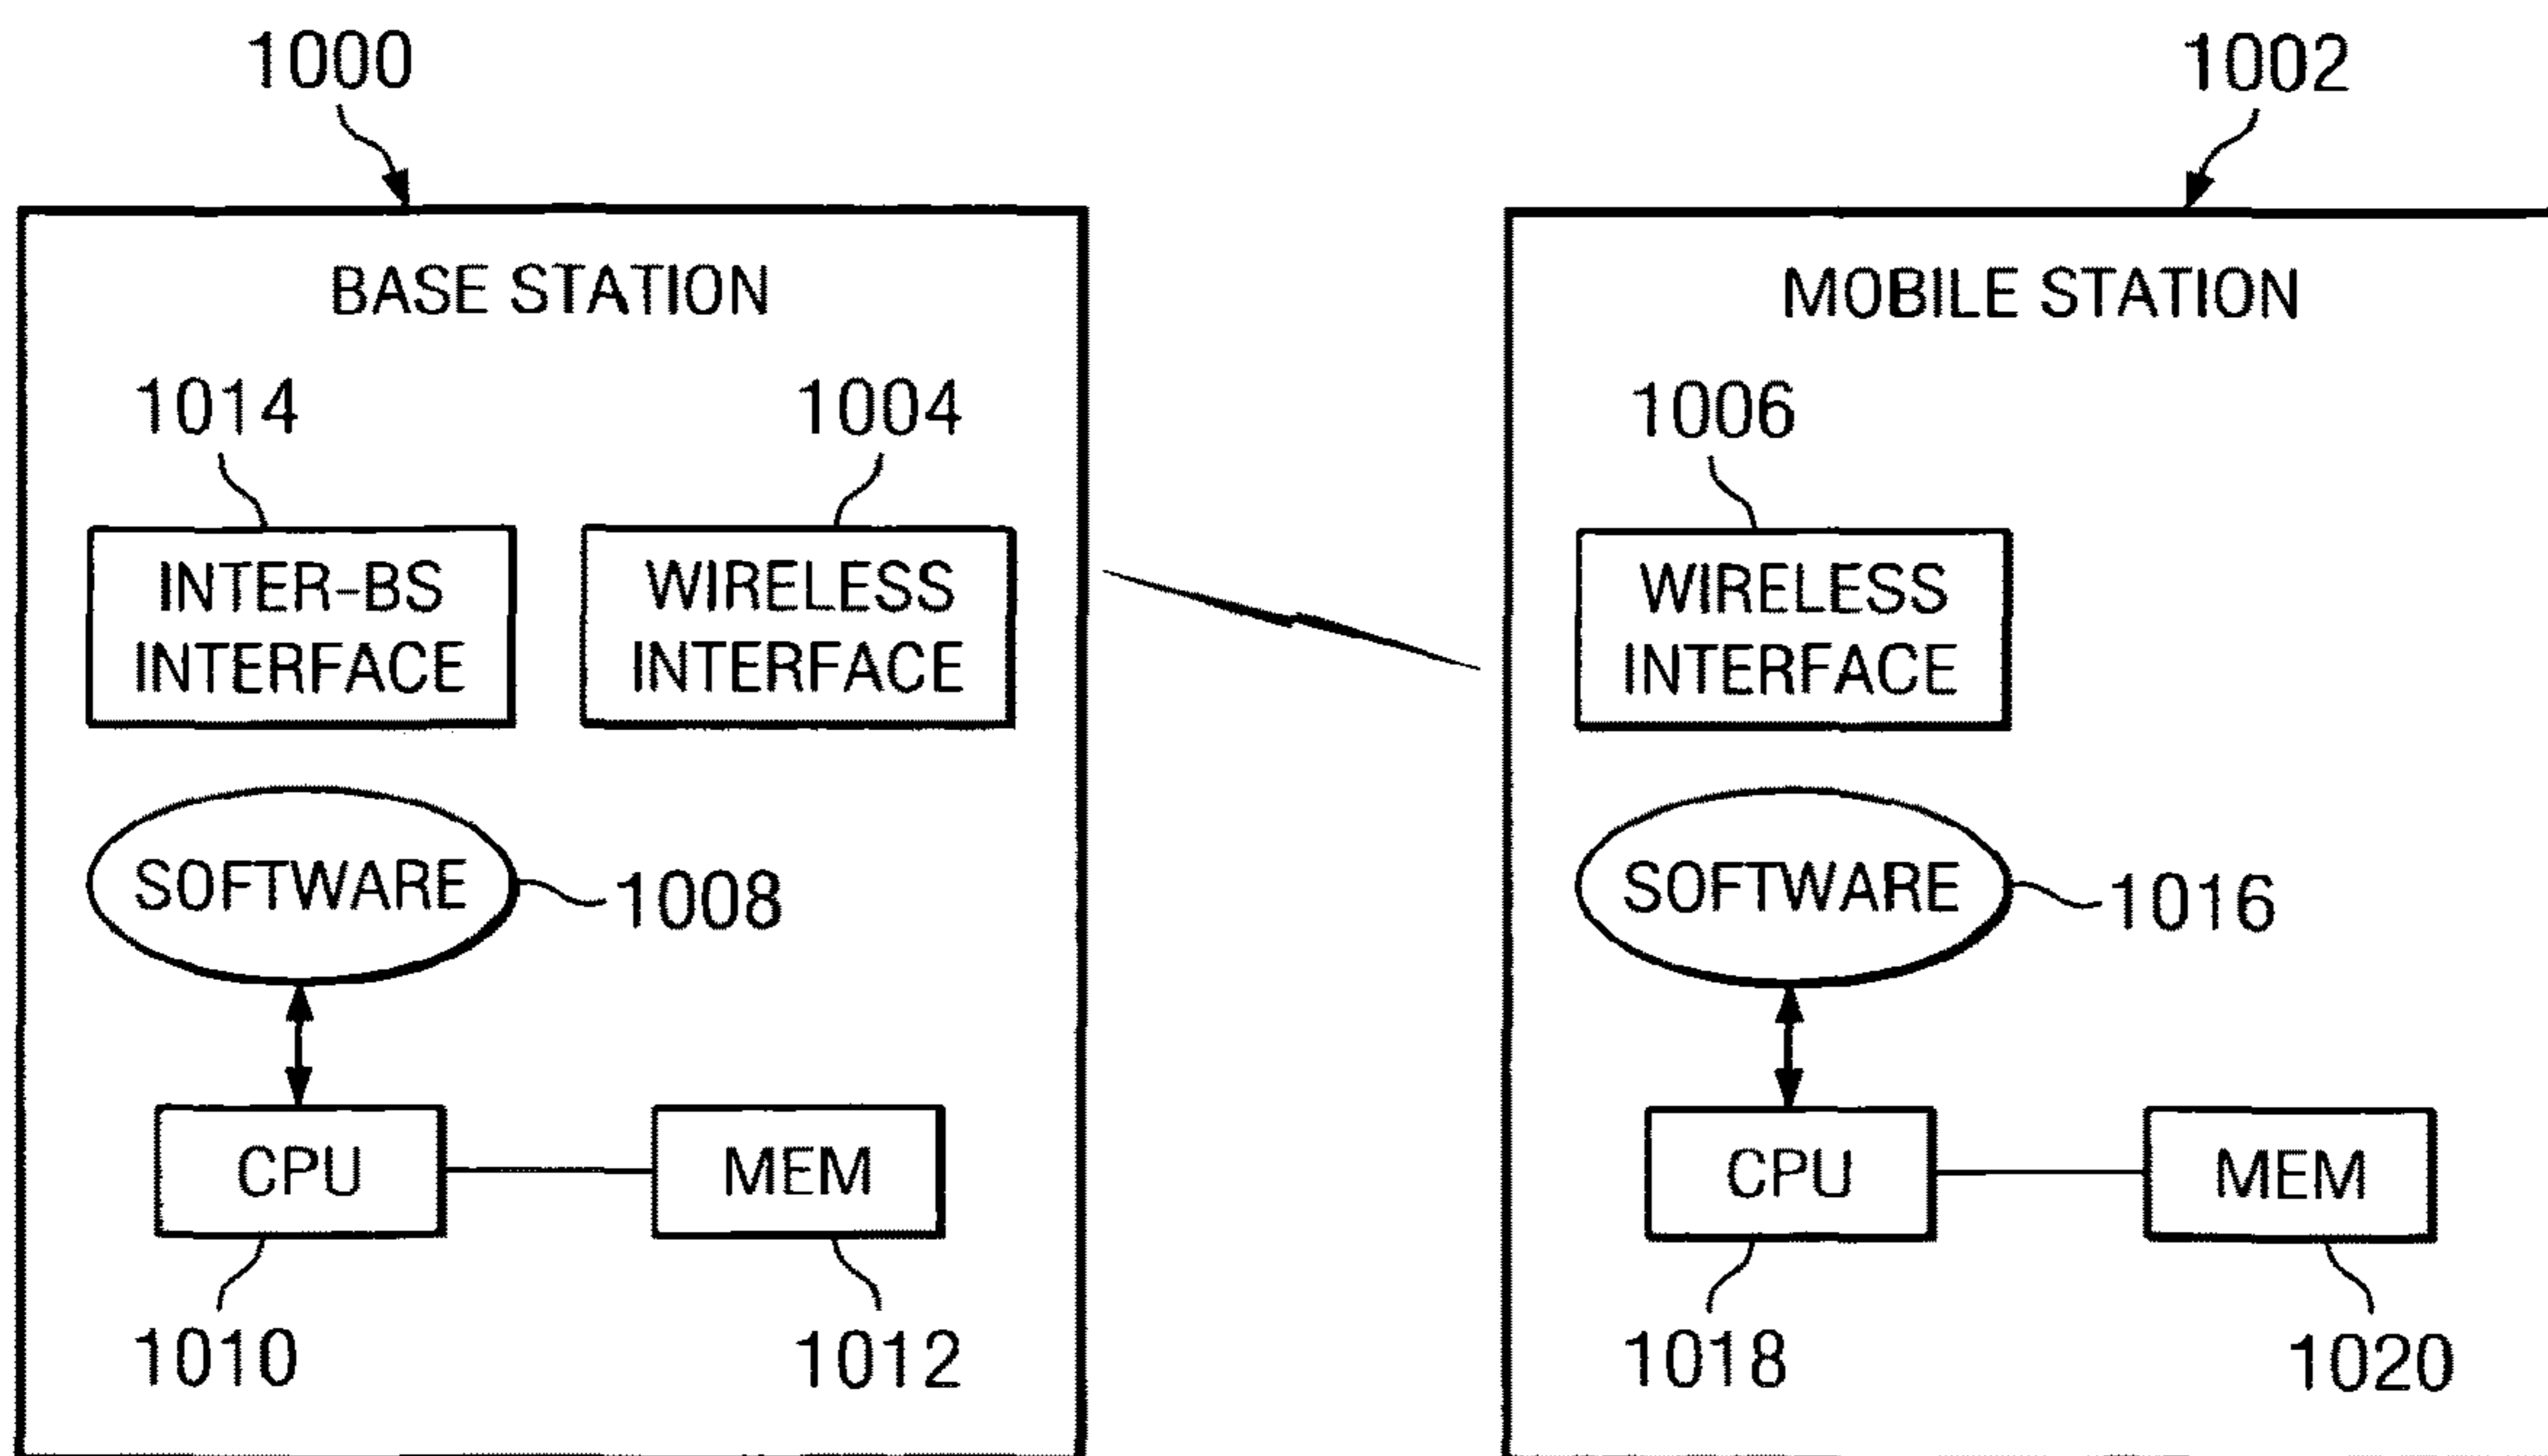 1000
1002
BASE STATION
MOBILE STATION
1014
1004
1006
INTER-BS
INTERFACE
WIRELESS
INTERFACE
WIRELESS
INTERFACE
SOFTWARE
1008
SOFTWARE
1016
CPU
MEM
CPU
MEM
1010
1012
1018
1020